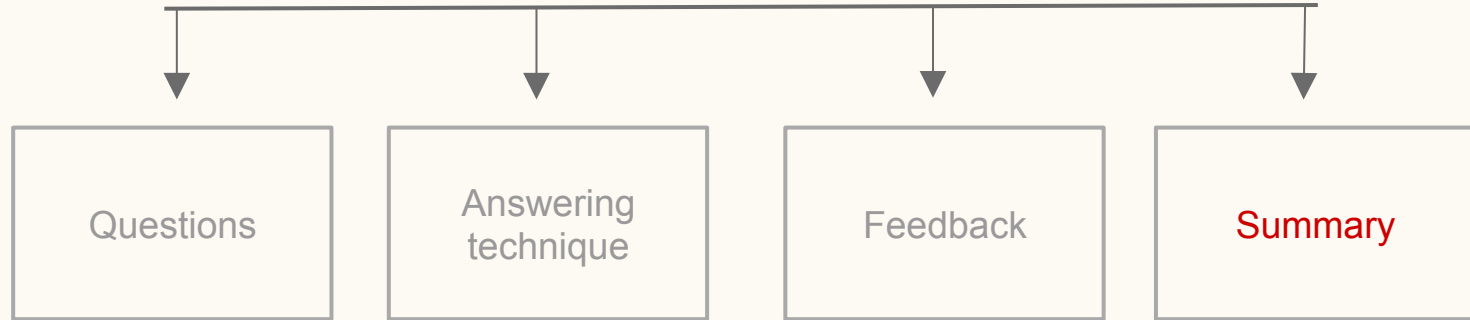 Questions
Answering
technique
Feedback
Summary